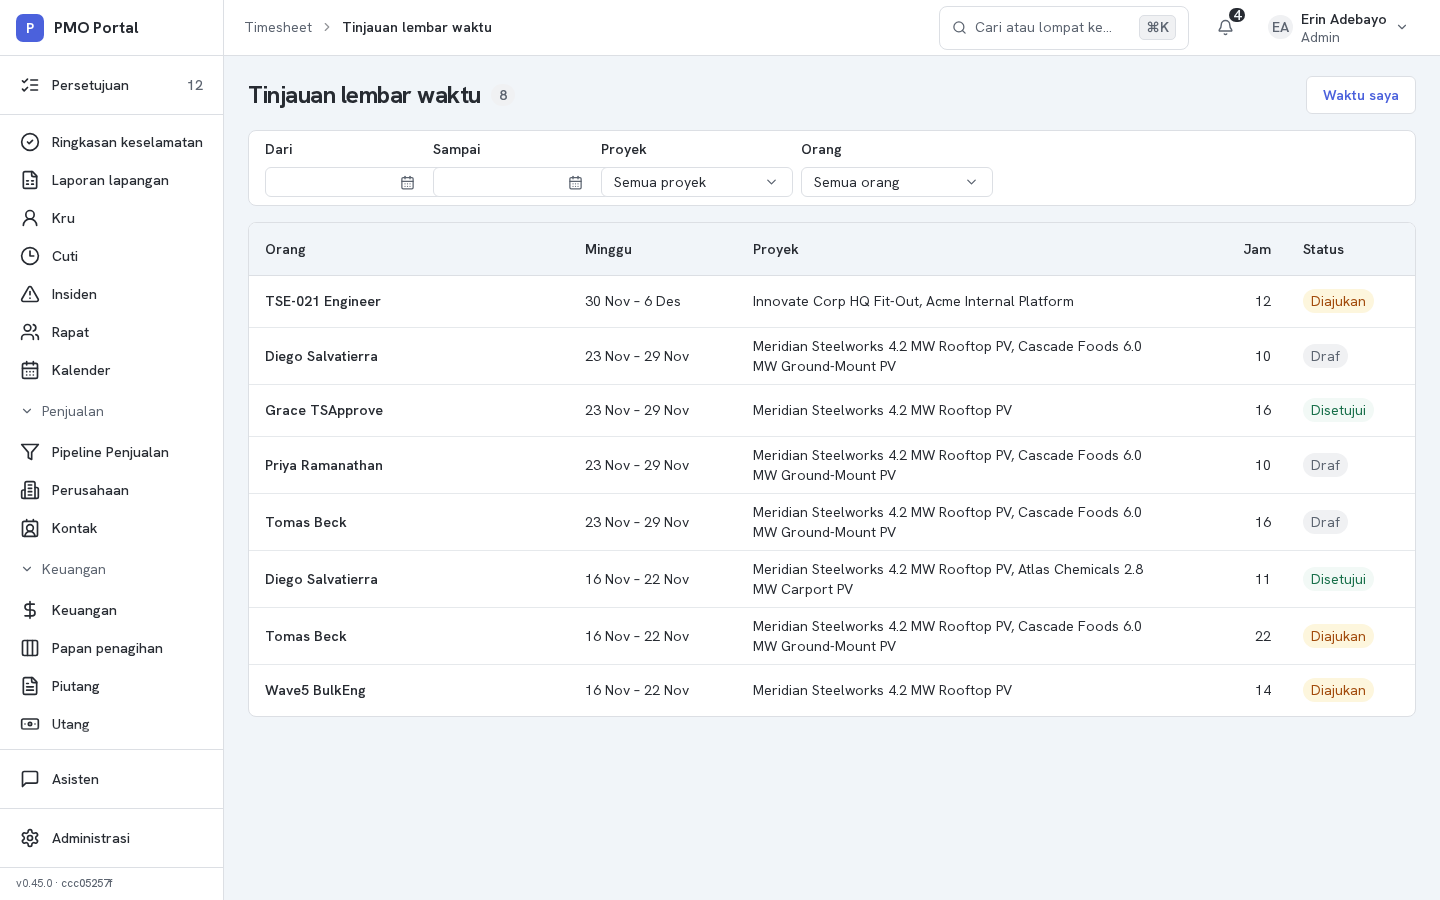 P PMO Portal
Timesheet > Tinjauan lembar waktu
Cari atau lompat ke... ⌘K
4
EA
Erin Adebayo
Admin
Persetujuan 12
Ringkasan keselamatan
Laporan lapangan
Kru
Cuti
Insiden
Rapat
Kalender
Penjualan
Pipeline Penjualan
Perusahaan
Kontak
Keuangan
Keuangan
Papan penagihan
Piutang
Utang
Asisten
Administrasi
v0.45.0 · ccc05257f
Tinjauan lembar waktu 8
Waktu saya
Dari Sampai Proyek Orang
Semua proyek Semua orang
Orang Minggu Proyek Jam Status
TSE-021 Engineer 30 Nov – 6 Des Innovate Corp HQ Fit-Out, Acme Internal Platform 12 Diajukan
Diego Salvatierra 23 Nov – 29 Nov Meridian Steelworks 4.2 MW Rooftop PV, Cascade Foods 6.0
MW Ground-Mount PV 10 Draf
Grace TSApprove 23 Nov – 29 Nov Meridian Steelworks 4.2 MW Rooftop PV 16 Disetujui
Priya Ramanathan 23 Nov – 29 Nov Meridian Steelworks 4.2 MW Rooftop PV, Cascade Foods 6.0
MW Ground-Mount PV 10 Draf
Tomas Beck 23 Nov – 29 Nov Meridian Steelworks 4.2 MW Rooftop PV, Cascade Foods 6.0
MW Ground-Mount PV 16 Draf
Diego Salvatierra 16 Nov – 22 Nov Meridian Steelworks 4.2 MW Rooftop PV, Atlas Chemicals 2.8
MW Carport PV 11 Disetujui
Tomas Beck 16 Nov – 22 Nov Meridian Steelworks 4.2 MW Rooftop PV, Cascade Foods 6.0
MW Ground-Mount PV 22 Diajukan
Wave5 BulkEng 16 Nov – 22 Nov Meridian Steelworks 4.2 MW Rooftop PV 14 Diajukan